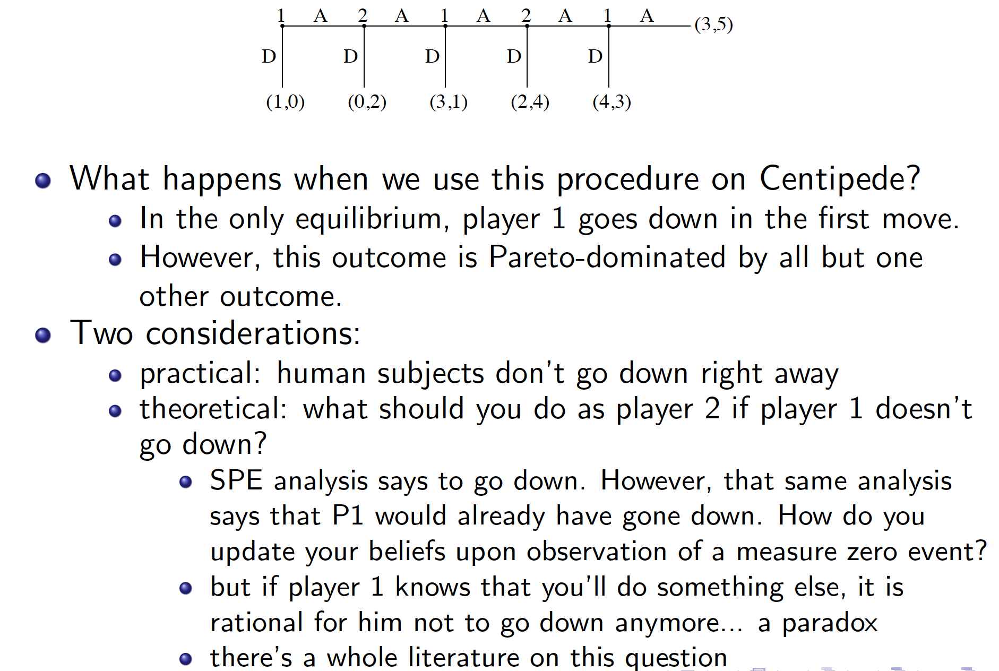 1 A 2 A 1 A 2 A 1 A
(3,5)
D D D D D
(1,0) (0,2) (3,1) (2,4) (4,3)
What happens when we use this procedure on Centipede?
In the only equilibrium, player 1 goes down in the first move.
However, this outcome is Pareto-dominated by all but one
other outcome.
Two considerations:
practical: human subjects don't go down right away
theoretical: what should you do as player 2 if player 1 doesn't
go down?
SPE analysis says to go down. However, that same analysis
says that P1 would already have gone down. How do you
update your beliefs upon observation of a measure zero event?
but if player 1 knows that you'll do something else, it is
rational for him not to go down anymore... a paradox
there's a whole literature on this question